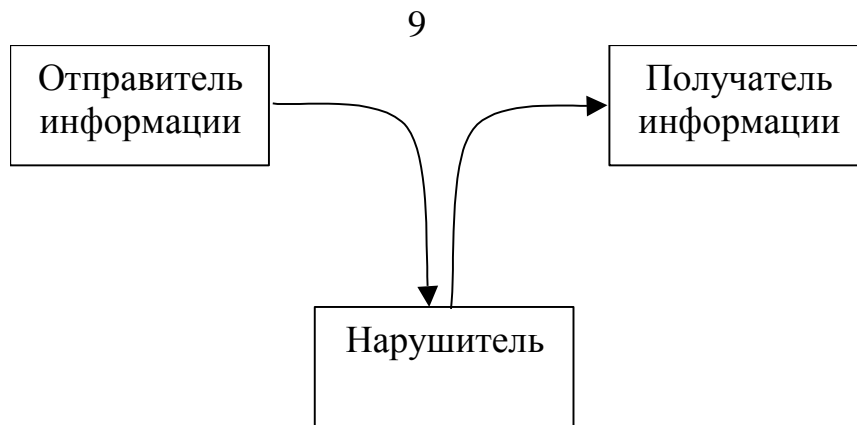 9
Отправитель
информации
Получатель
информации
Нарушитель